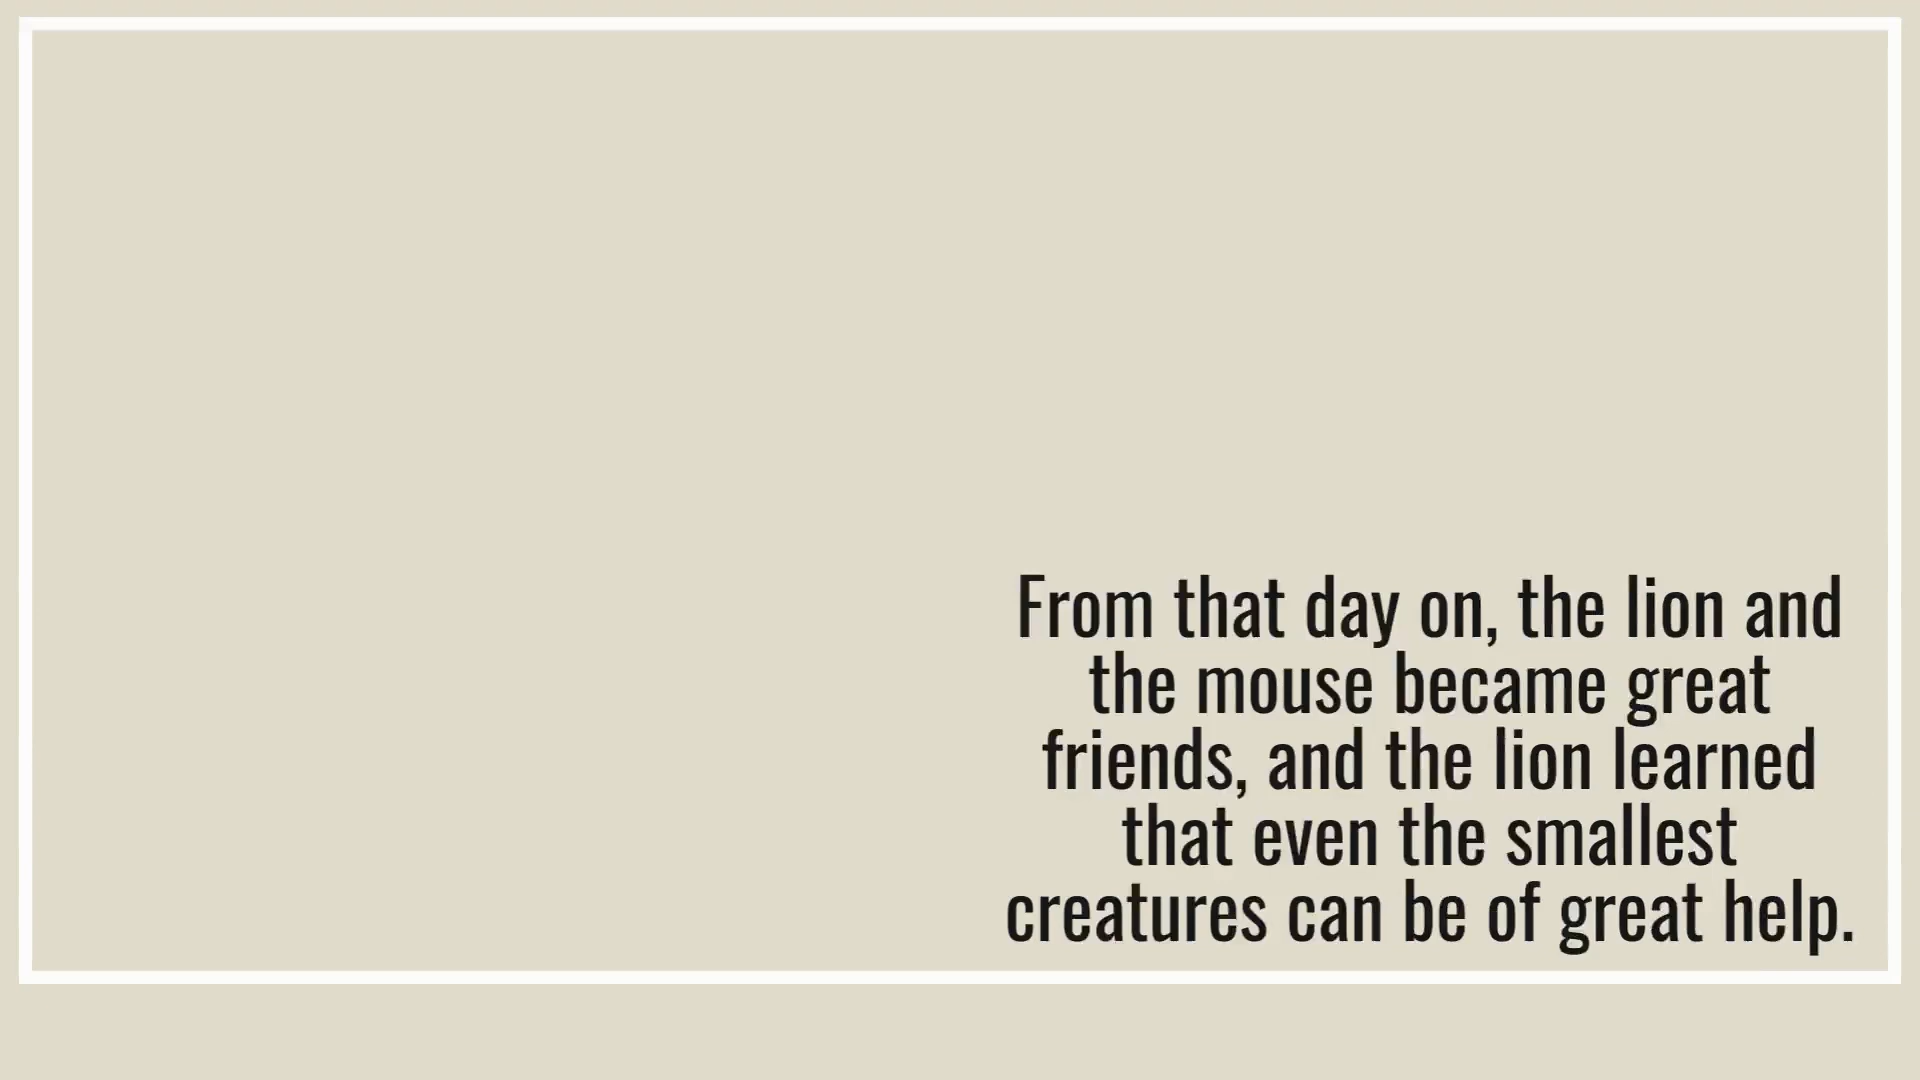 From that day on, the lion and
the mouse became great
friends, and the lion learned
that even the smallest
creatures can be of great help.